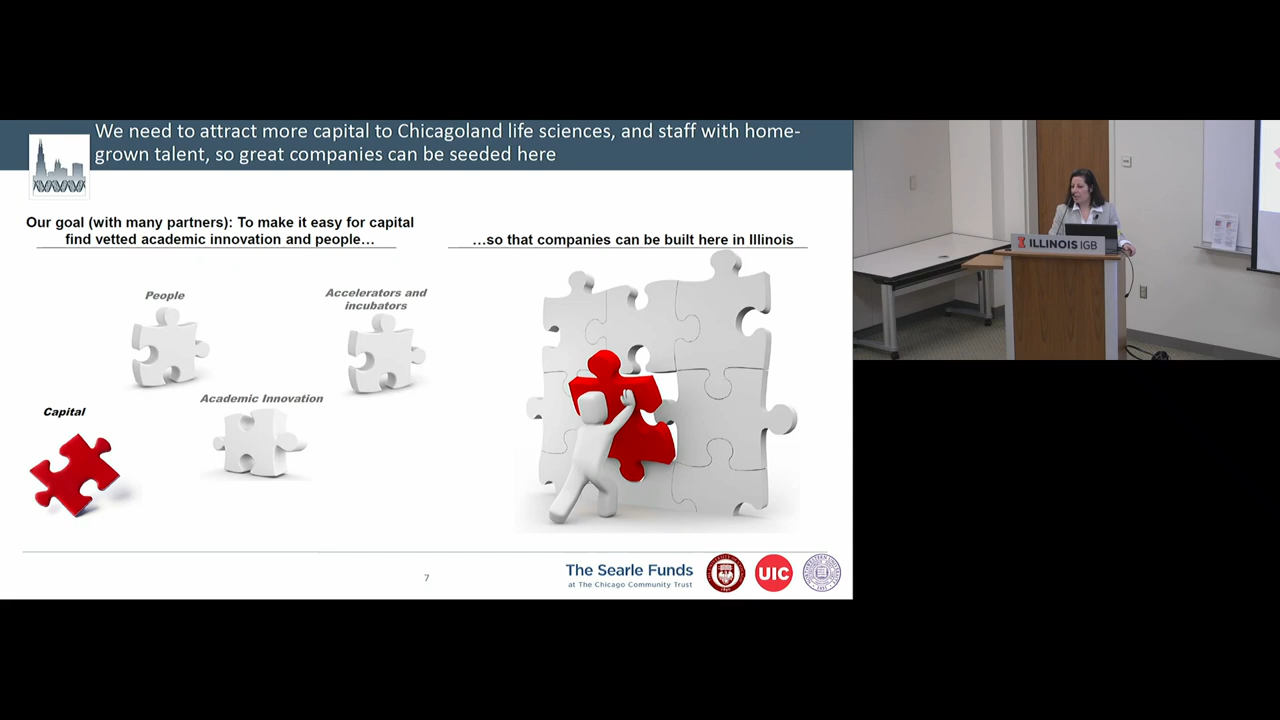 We need to attract more capital to Chicagoland life sciences, and staff with home-
grown talent, so great companies can be seeded here
Our goal (with many partners): To make it easy for capital
find vetted academic innovation and people…
…so that companies can be built here in Illinois
People
Accelerators and
incubators
Academic Innovation
Capital
The Searle Funds
at The Chicago Community Trust
UIC
7
ILLINOIS IGB